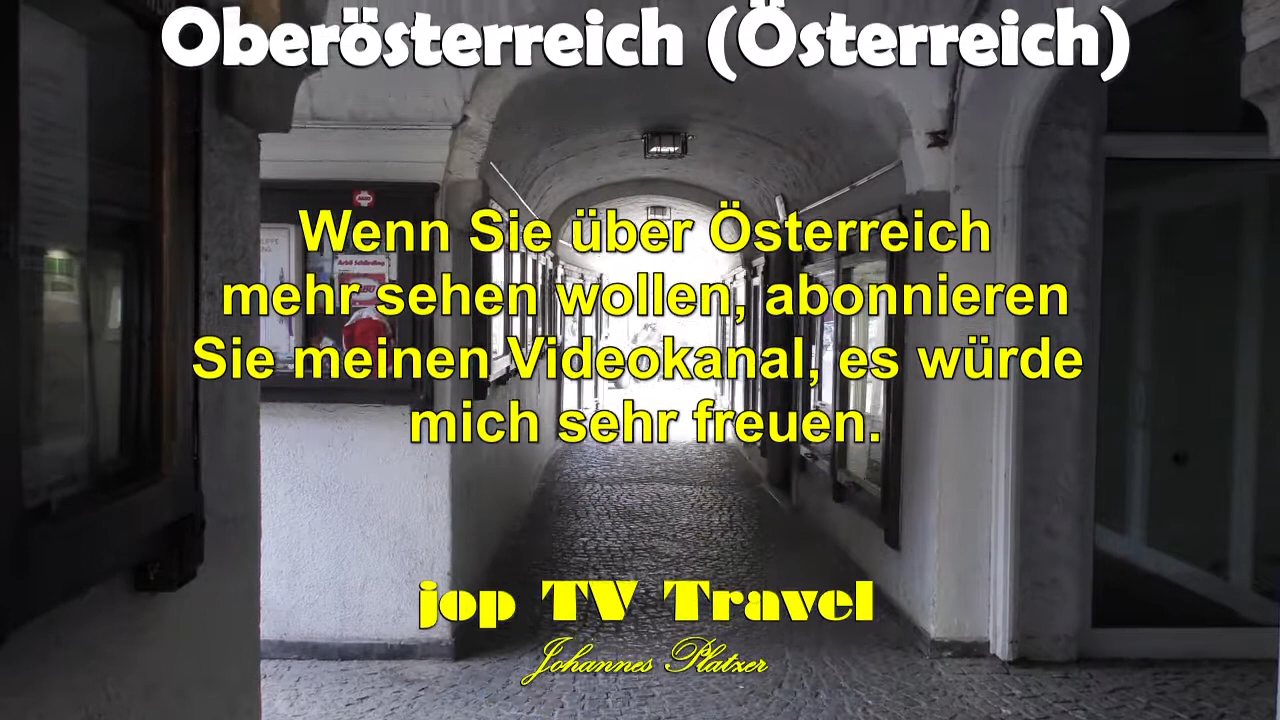 Oberösterreich (Österreich)
Wenn Sie über Österreich
mehr sehen wollen, abonnieren
Sie meinen Videokanal, es würde
mich sehr freuen.
jop TV Travel
Johannes Platzer